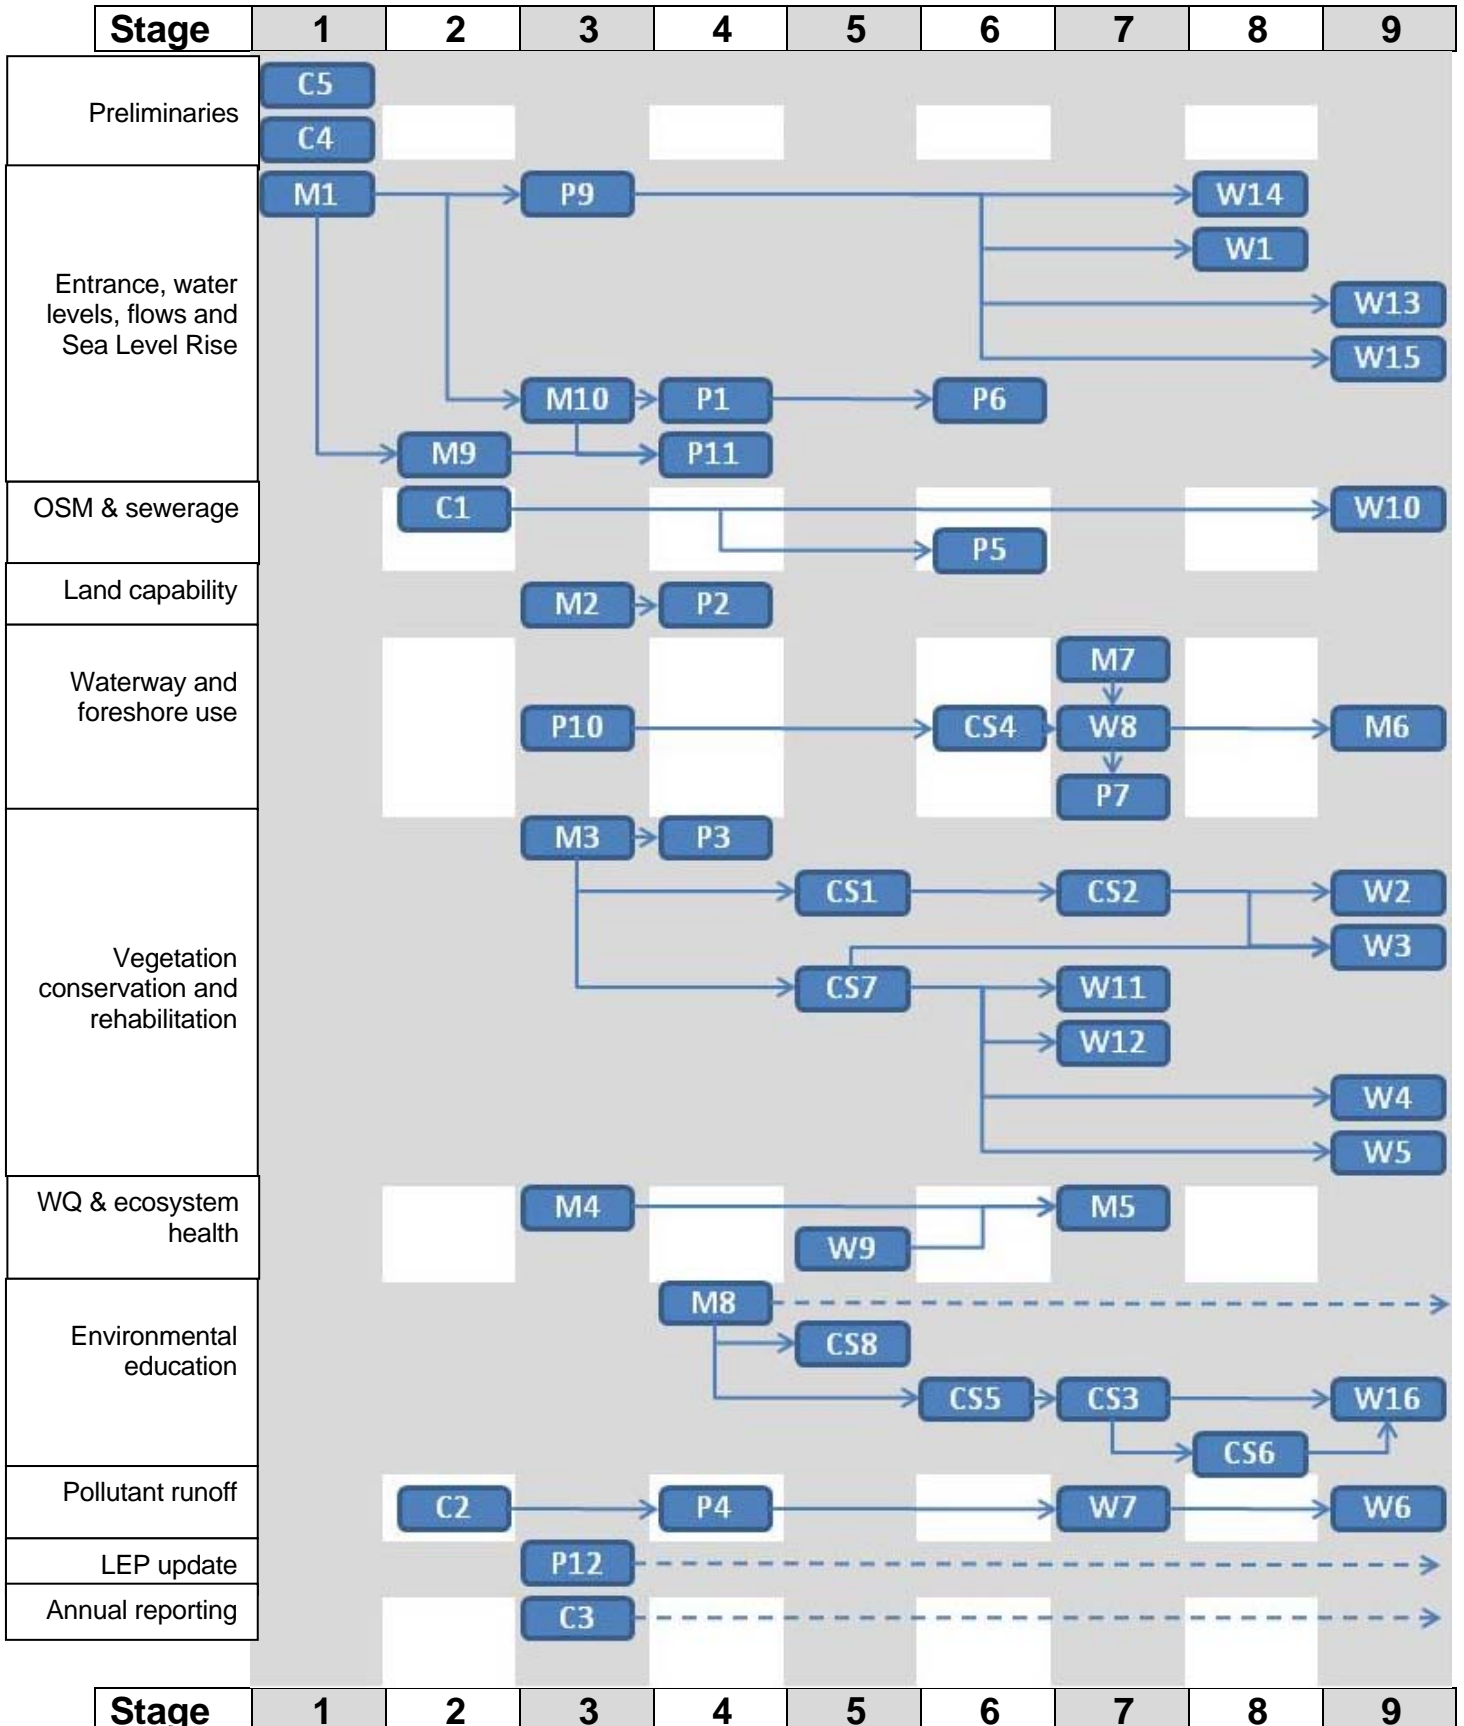 Stage 1 2 3 4 5 6 7 8 9
C5
Preliminaries
C4
M1 P9 W14
W1
Entrance, water
levels, flows and
Sea Level Rise
W13
W15
M10 P1 P6
M9 P11
OSM & sewerage C1 W10
P5
Land capability
M2 P2
M7
Waterway and
foreshore use
P10 CS4 W8 M6
P7
M3 P3
CS1 CS2 W2
W3
Vegetation
conservation and
rehabilitation
CS7 W11
W12
W4
W5
WQ & ecosystem
health
M4 M5
W9
M8
Environmental
education
CS8
CS5 CS3 W16
CS6
Pollutant runoff
C2 P4 W7 W6
LEP update P12
Annual reporting C3
Stage 1 2 3 4 5 6 7 8 9